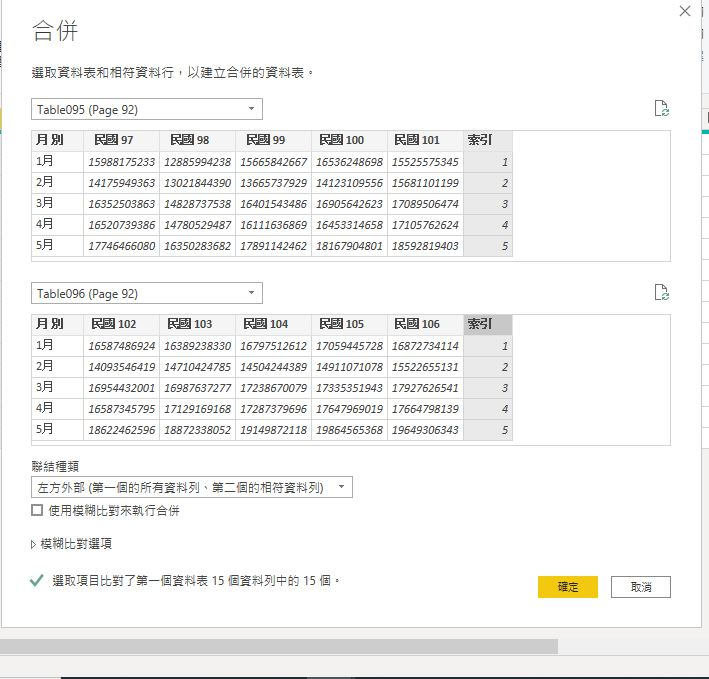 合併
選取資料表和相符資料行，以建立合併的資料表。
Table095 (Page 92)
月 別 民國 97 民國 98 民國 99 民國 100 民國 101 索引
1月 15988175233 12885994238 15665842667 16536248698 15525575345 1
2月 14175949363 13021844390 13665737929 14123109556 15681101199 2
3月 16352503863 14828737538 16401543486 16905642623 17089506474 3
4月 16520739386 14780529487 16111636869 16453314658 17105762624 4
5月 17746466080 16350283682 17891142462 18167904801 18592819403 5
Table096 (Page 92)
月 別 民國 102 民國 103 民國 104 民國 105 民國 106 索引
1月 16587486924 16389238330 16797512612 17059445728 16872734114 1
2月 14093546419 14710424785 14504244389 14911071078 15522655131 2
3月 16954432001 16987637277 17238670079 17335351943 17927626541 3
4月 16587345795 17129169168 17287379696 17647969019 17664798139 4
5月 18622462596 18872338052 19149872118 19864565368 19649306343 5
聯結種類
左方外部 (第一個的所有資料列、第二個的相符資料列)
使用模糊比對來執行合併
模糊比對選項
選取項目比對了第一個資料表 15 個資料列中的 15 個。
確定 取消